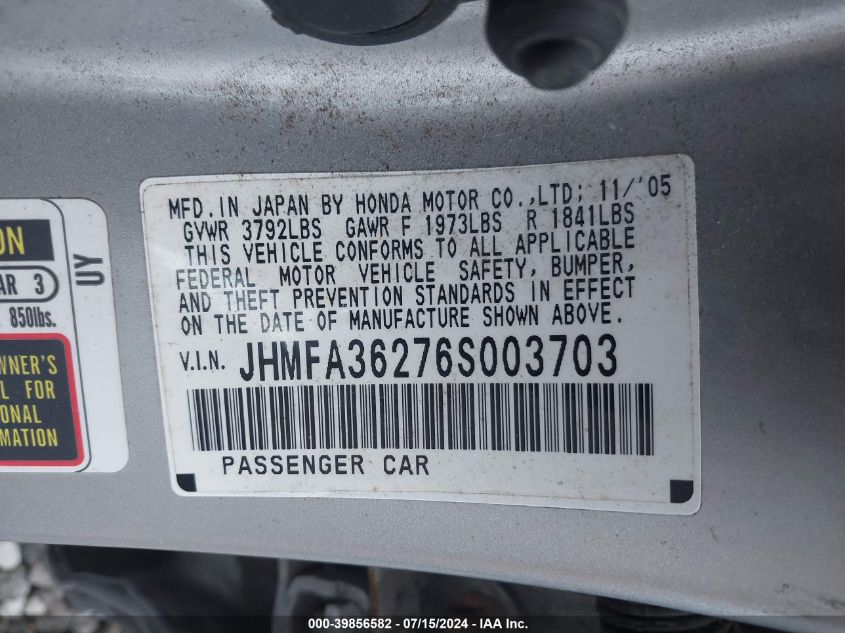 MFD. IN JAPAN BY HONDA MOTOR CO.,LTD; 11/'05
GVWR 3792LBS GAWR F 1973LBS R 1841LBS
THIS VEHICLE CONFORMS TO ALL APPLICABLE
FEDERAL MOTOR VEHICLE SAFETY, BUMPER,
AND THEFT PREVENTION STANDARDS IN EFFECT
ON THE DATE OF MANUFACTURE SHOWN ABOVE.
V.I.N. JHMFA36276S003703
PASSENGER CAR
ON
AR 3
850lbs.
UY
WNER'S
L FOR
ONAL
MATION
000-39856582 / 07/15/2024 / IAA, Inc.